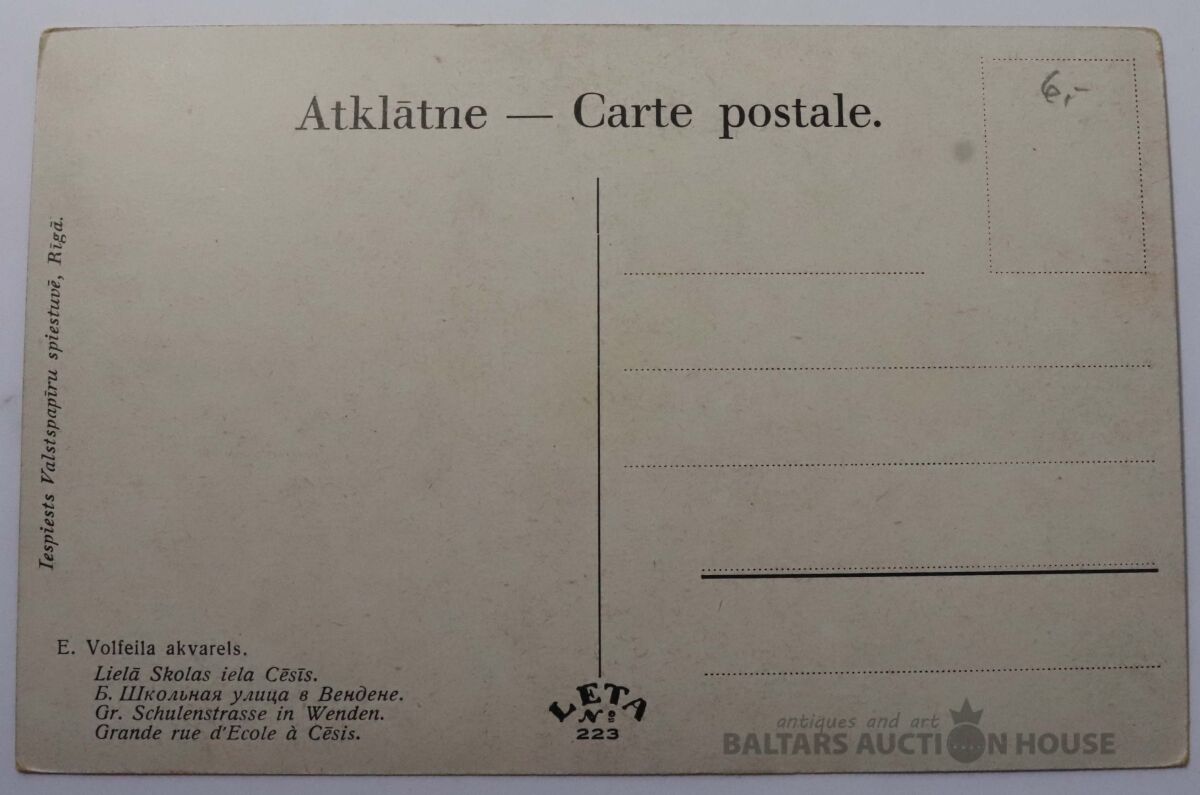 Atklātne — Carte postale.
6,-
Iespiests Valstspapīru spiestuvē, Rīgā.
E. Volfeila akvarels.
Lielā Skolas iela Cēsīs.
Б. Школьная улица в Вендене.
Gr. Schulenstrasse in Wenden.
Grande rue d'Ecole à Cēsis.
LETA
№
223
antiques and art
BALTARS AUCTION HOUSE